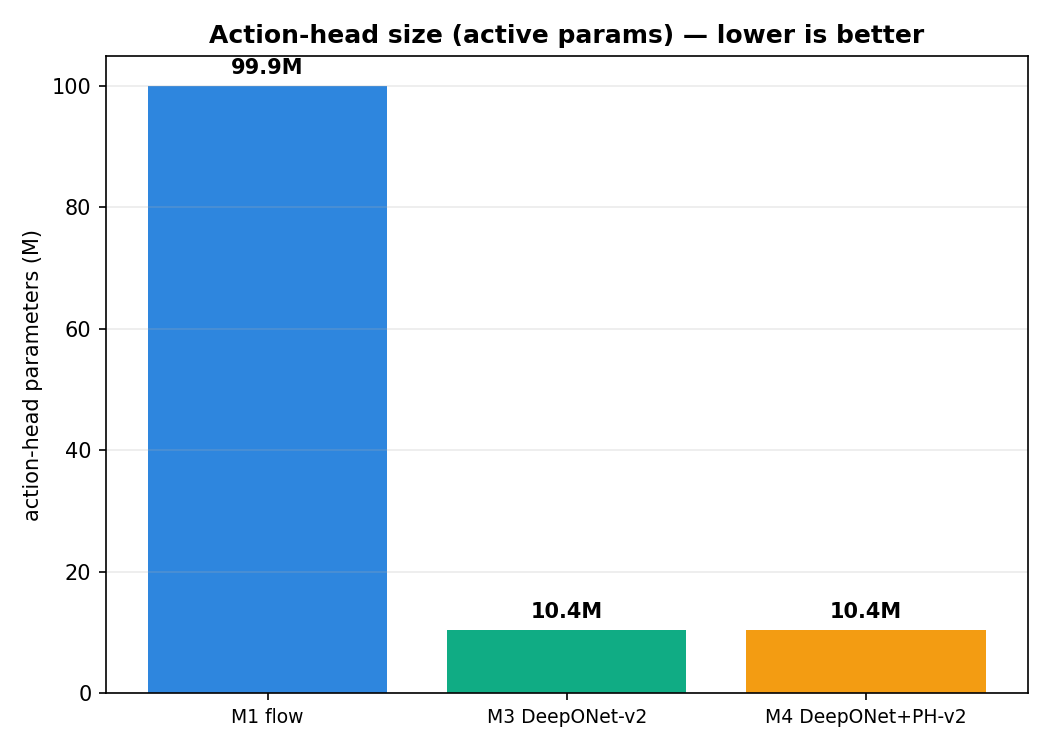 Action-head size (active params) — lower is better
99.9M
100
80
60
40
20
0
action-head parameters (M)
10.4M
10.4M
M1 flow
M3 DeepONet-v2
M4 DeepONet+PH-v2